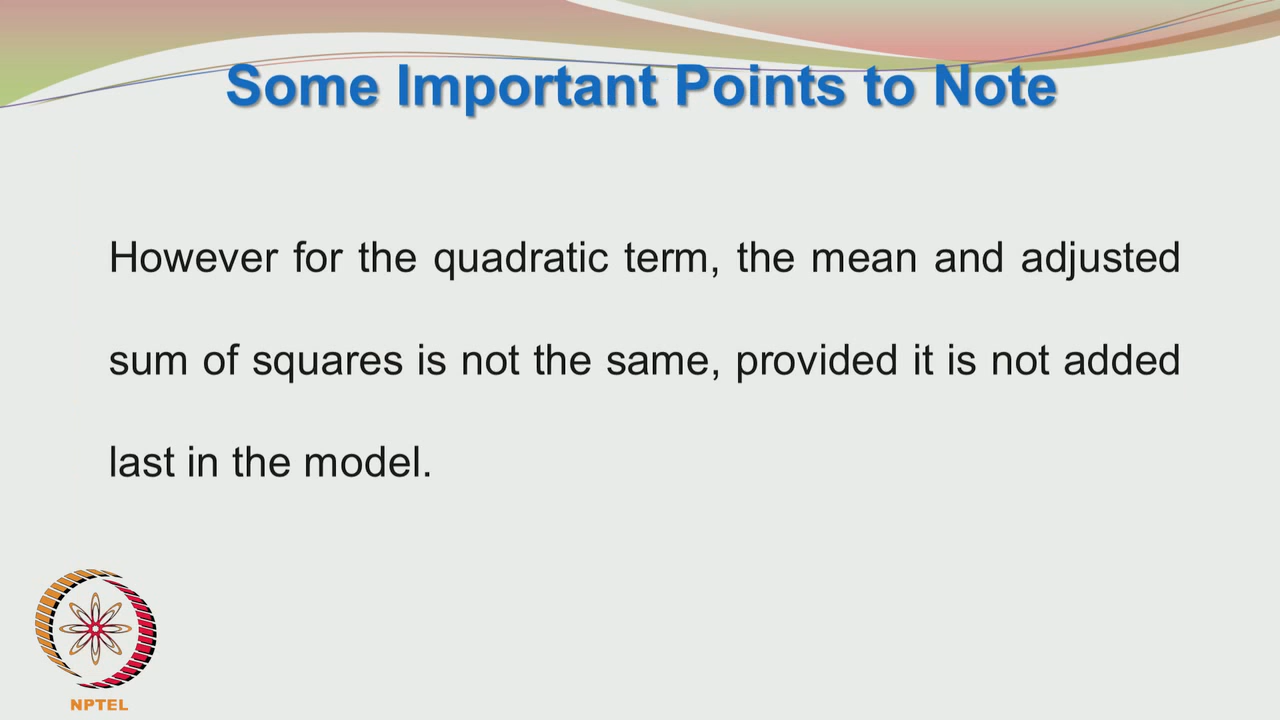 Some Important Points to Note
However for the quadratic term, the mean and adjusted
sum of squares is not the same, provided it is not added
last in the model.
NPTEL